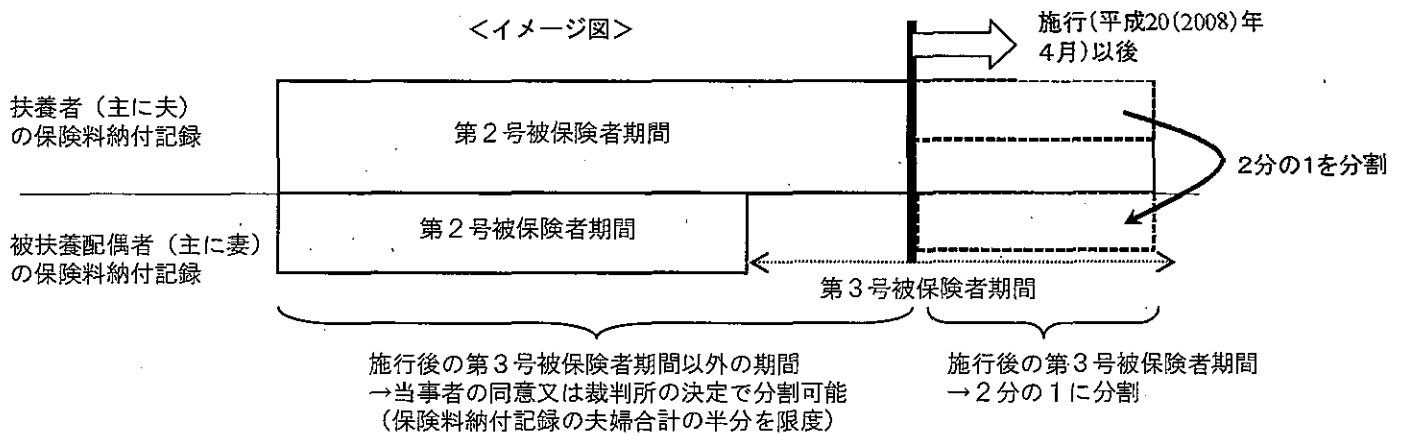 ＜イメージ図＞
施行(平成20(2008)年
4月)以後
扶養者（主に夫）
の保険料納付記録
第２号被保険者期間
2分の1を分割
被扶養配偶者（主に妻）
の保険料納付記録
第２号被保険者期間
第３号被保険者期間
施行後の第３号被保険者期間以外の期間
→当事者の同意又は裁判所の決定で分割可能
（保険料納付記録の夫婦合計の半分を限度）
施行後の第３号被保険者期間
→２分の１に分割